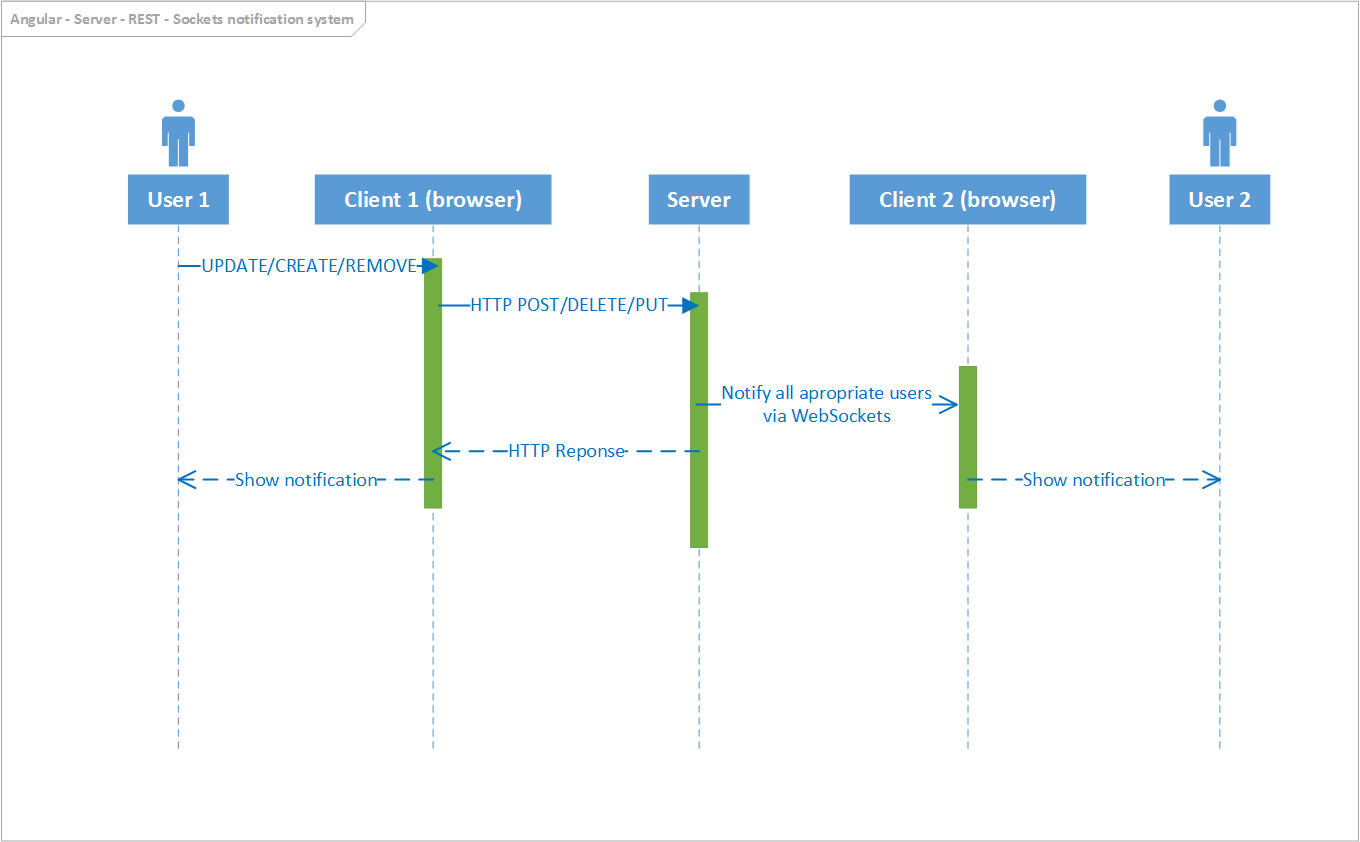 Angular - Server - REST - Sockets notification system
User 1
Client 1 (browser)
Server
Client 2 (browser)
User 2
UPDATE/CREATE/REMOVE
HTTP POST/DELETE/PUT
Notify all apropriate users
via WebSockets
HTTP Reponse
Show notification
Show notification